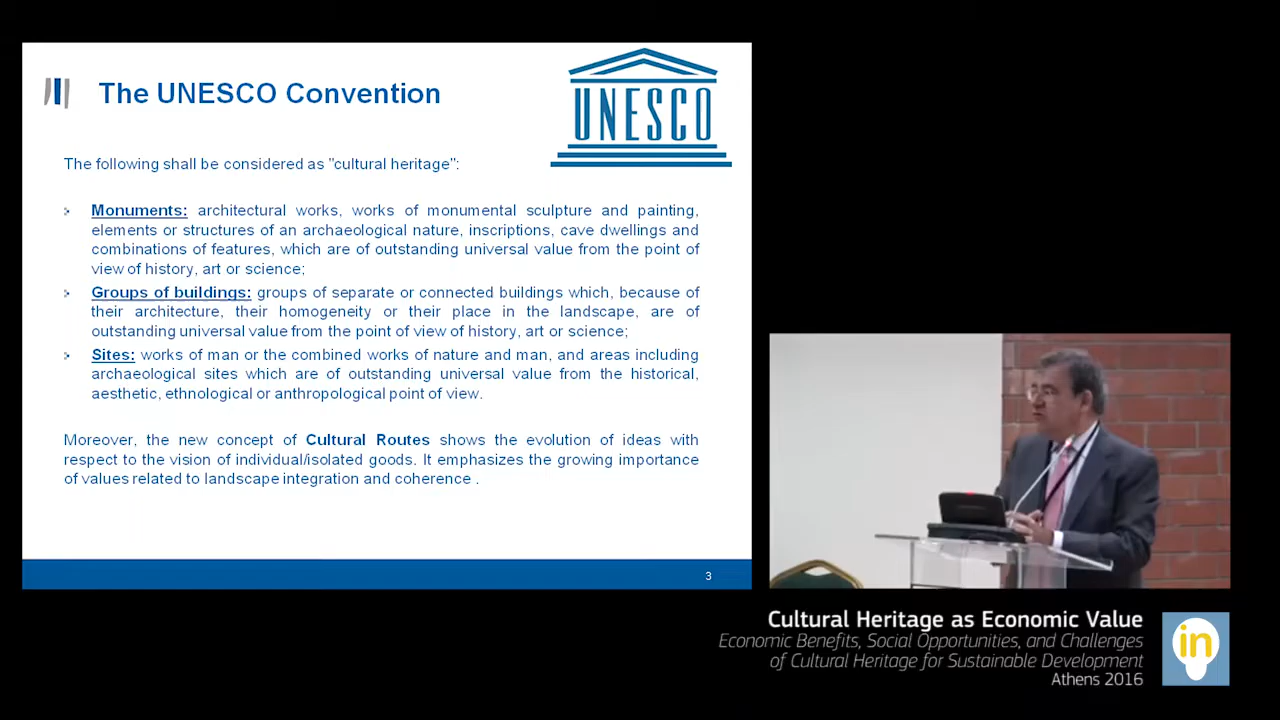 The UNESCO Convention
UNESCO
The following shall be considered as "cultural heritage":
Monuments: architectural works, works of monumental sculpture and painting,
elements or structures of an archaeological nature, inscriptions, cave dwellings and
combinations of features, which are of outstanding universal value from the point of
view of history, art or science;
Groups of buildings: groups of separate or connected buildings which, because of
their architecture, their homogeneity or their place in the landscape, are of
outstanding universal value from the point of view of history, art or science;
Sites: works of man or the combined works of nature and man, and areas including
archaeological sites which are of outstanding universal value from the historical,
aesthetic, ethnological or anthropological point of view.
Moreover, the new concept of Cultural Routes shows the evolution of ideas with
respect to the vision of individual/isolated goods. It emphasizes the growing importance
of values related to landscape integration and coherence .
3
Cultural Heritage as Economic Value
Economic Benefits, Social Opportunities, and Challenges
of Cultural Heritage for Sustainable Development
Athens 2016
in